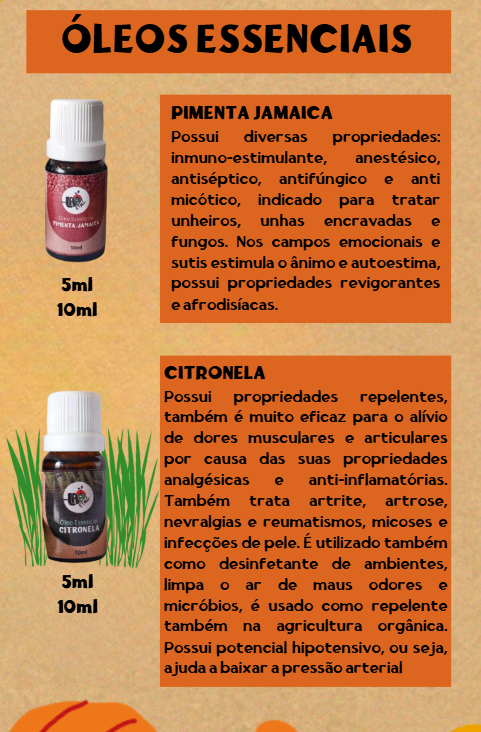 ÓLEOS ESSENCIAIS
PIMENTA JAMAICA
Possui diversas propriedades:
inmuno-estimulante, anestésico,
antiséptico, antifúngico e anti
micótico, indicado para tratar
unheiros, unhas encravadas e
fungos. Nos campos emocionais e
sutis estimula o ânimo e autoestima,
possui propriedades revigorantes
e afrodisíacas.
Óleo Essencial
PIMENTA JAMAICA
10ml
5ml
10ml
CITRONELA
Possui propriedades repelentes,
também é muito eficaz para o alívio
de dores musculares e articulares
por causa das suas propriedades
analgésicas e anti-inflamatórias.
Também trata artrite, artrose,
nevralgias e reumatismos, micoses e
infecções de pele. É utilizado também
como desinfetante de ambientes,
limpa o ar de maus odores e
micróbios, é usado como repelente
também na agricultura orgânica.
Possui potencial hipotensivo, ou seja,
ajuda a baixar a pressão arterial
Óleo Essencial
CITRONELA
10ml
5ml
10ml